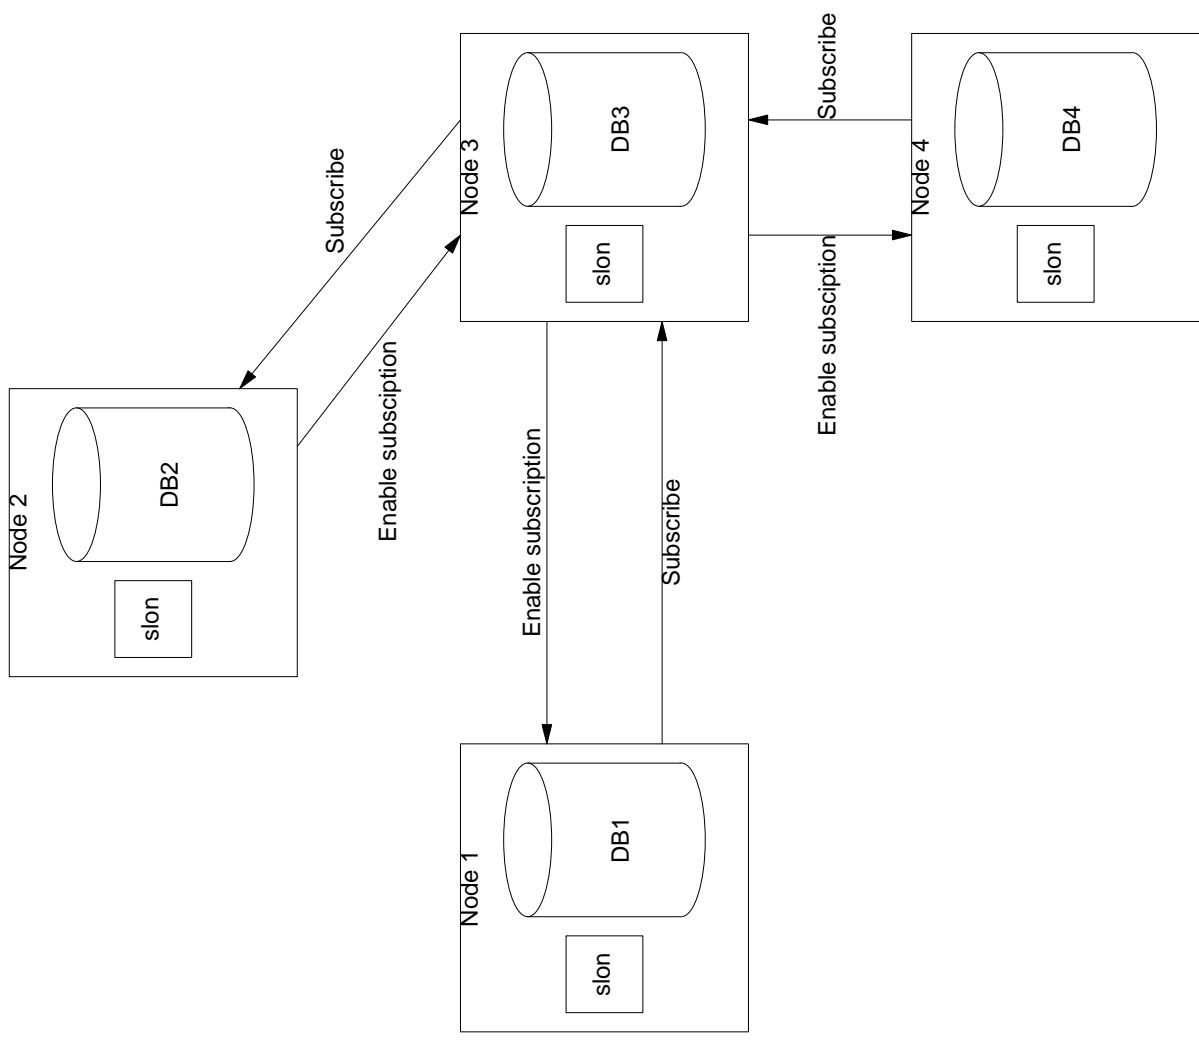 Node 2
DB2
slon
Subscribe
Enable subsciption
Node 1
DB1
slon
Enable subscription
Subscribe
Node 3
DB3
slon
Subscribe
Enable subsciption
Node 4
DB4
slon